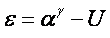 ε = α^γ − U